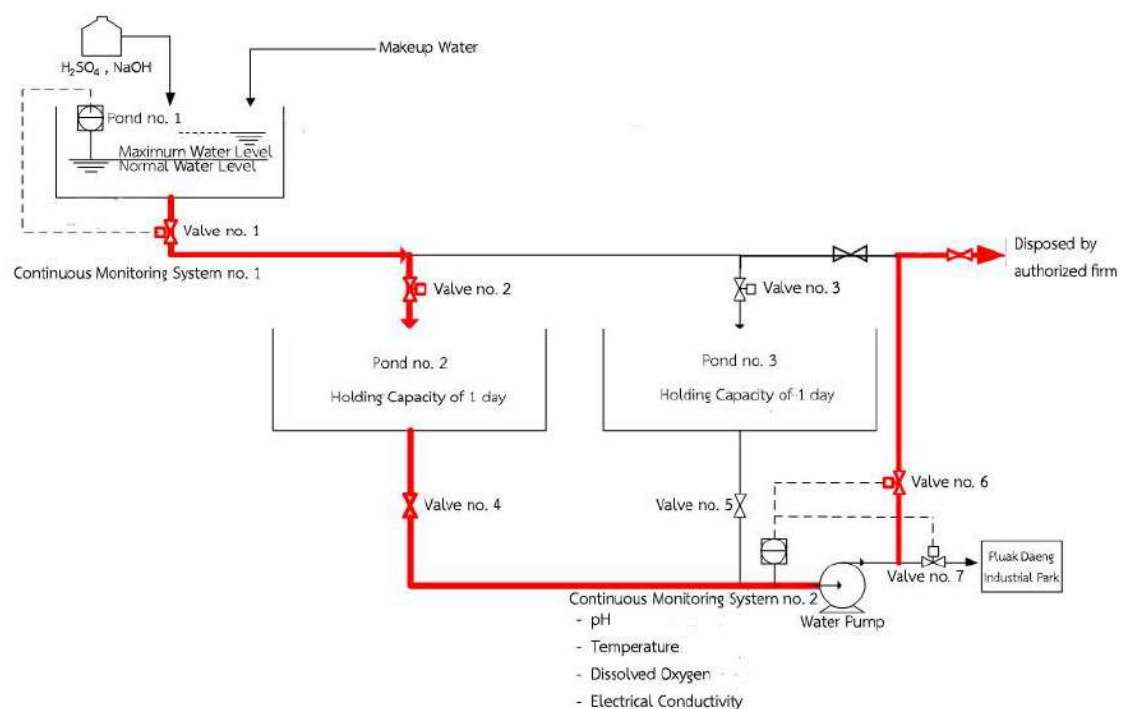 Makeup Water
H₂SO₄ , NaOH
Pond no. 1
Maximum Water Level
Normal Water Level
Valve no. 1
Continuous Monitoring System no. 1
Disposed by
authorized firm
Valve no. 2
Valve no. 3
Pond no. 2
Holding Capacity of 1 day
Pond no. 3
Holding Capacity of 1 day
Valve no. 4
Valve no. 5
Valve no. 6
Valve no. 7
Pluak Daeng
Industrial Park
Continuous Monitoring System no. 2
Water Pump
- pH
- Temperature
- Dissolved Oxygen
- Electrical Conductivity